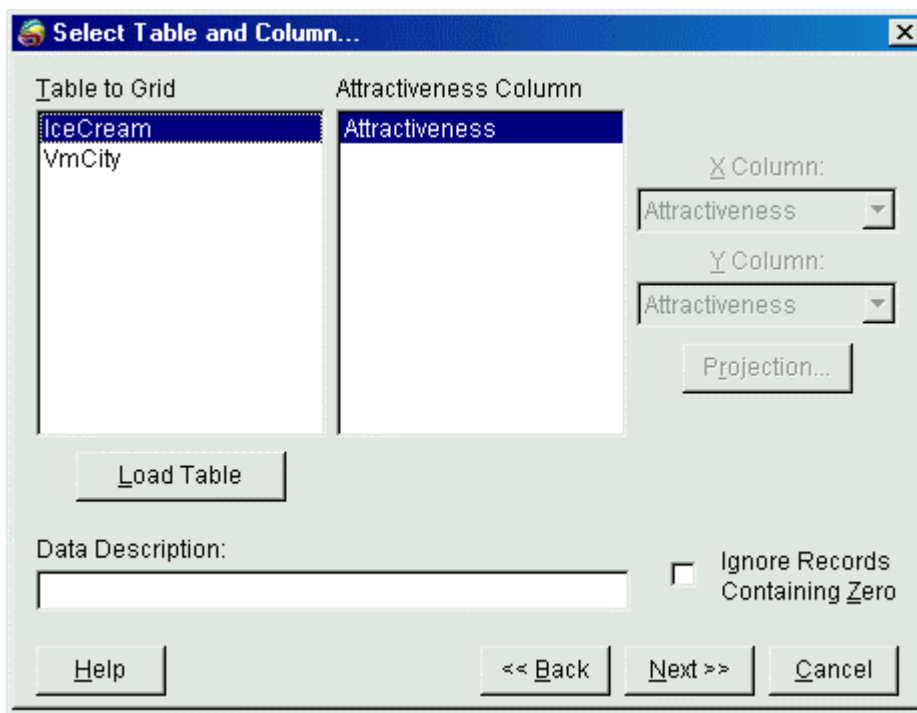 Select Table and Column...
Table to Grid
Attractiveness Column
IceCream
VmCity
Attractiveness
X Column:
Attractiveness
Y Column:
Attractiveness
Projection...
Load Table
Data Description:
Ignore Records
Containing Zero
Help
<< Back
Next >>
Cancel